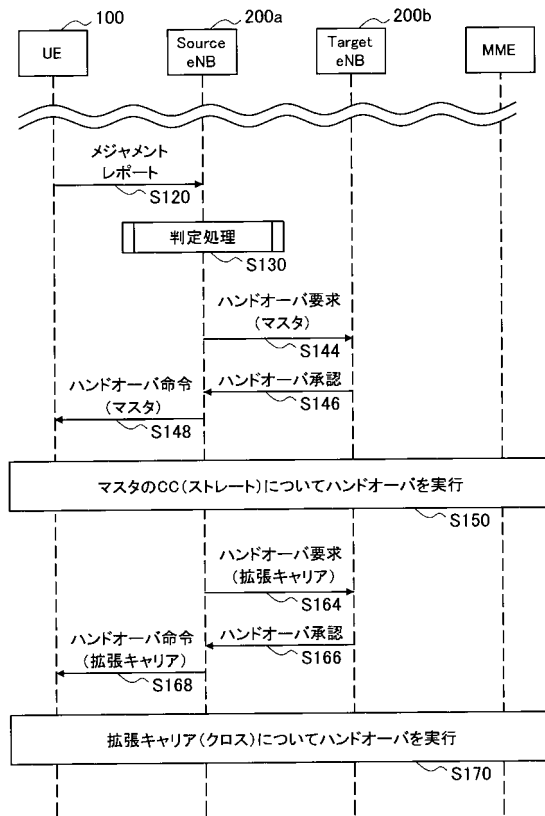 100
200a
200b
UE
Source
eNB
Target
eNB
MME
メジャメント
レポート
S120
判定処理
S130
ハンドオーバ要求
(マスタ)
S144
ハンドオーバ承認
S146
ハンドオーバ命令
(マスタ)
S148
マスタのCC(ストレート)についてハンドオーバを実行
S150
ハンドオーバ要求
(拡張キャリア)
S164
ハンドオーバ承認
S166
ハンドオーバ命令
(拡張キャリア)
S168
拡張キャリア(クロス)についてハンドオーバを実行
S170